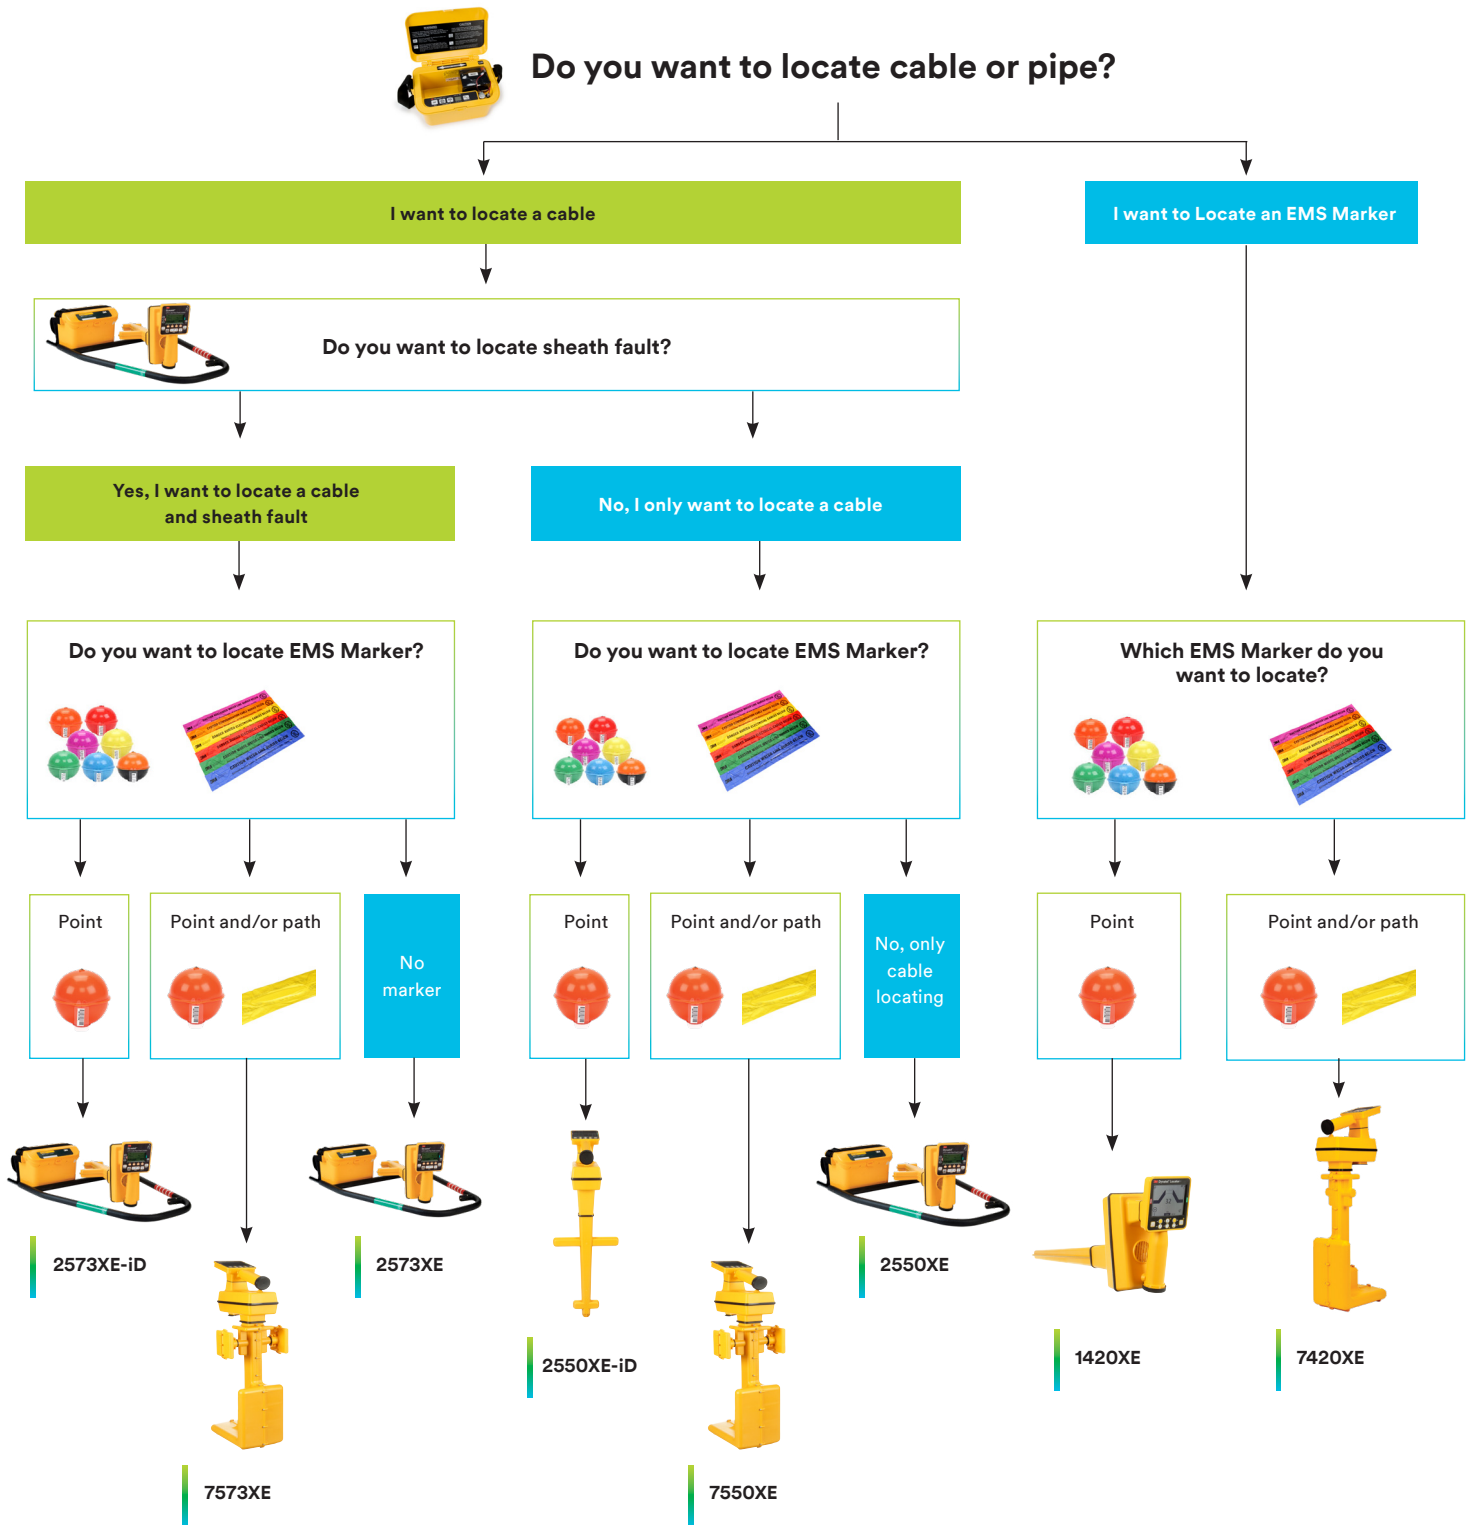 Do you want to locate cable or pipe?
I want to locate a cable
I want to Locate an EMS Marker
Do you want to locate sheath fault?
Yes, I want to locate a cable
and sheath fault
No, I only want to locate a cable
Do you want to locate EMS Marker?
Do you want to locate EMS Marker?
Which EMS Marker do you
want to locate?
Point
Point and/or path
No
marker
Point
Point and/or path
No, only
cable
locating
Point
Point and/or path
2573XE-iD
2573XE
2550XE
2550XE-iD
1420XE
7420XE
7573XE
7550XE